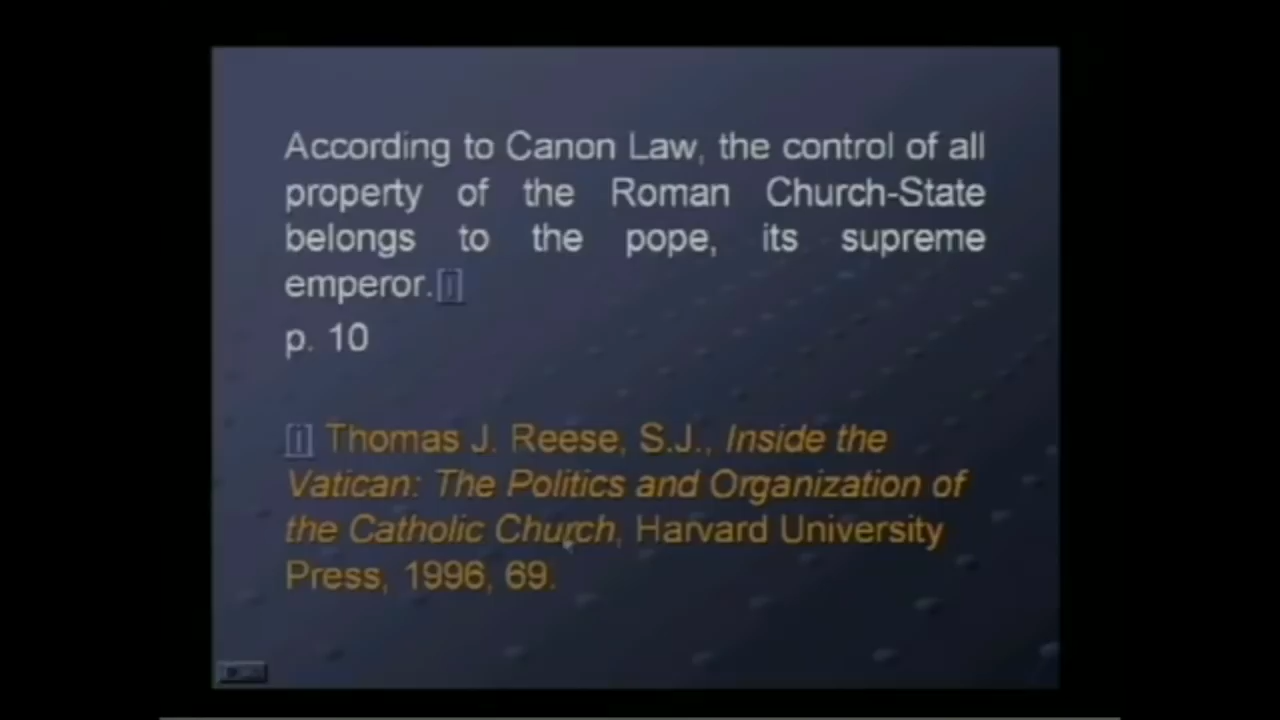 According to Canon Law, the control of all
property of the Roman Church-State
belongs to the pope, its supreme
emperor.[i]
p. 10
[i] Thomas J. Reese, S.J., Inside the
Vatican: The Politics and Organization of
the Catholic Church, Harvard University
Press, 1996, 69.